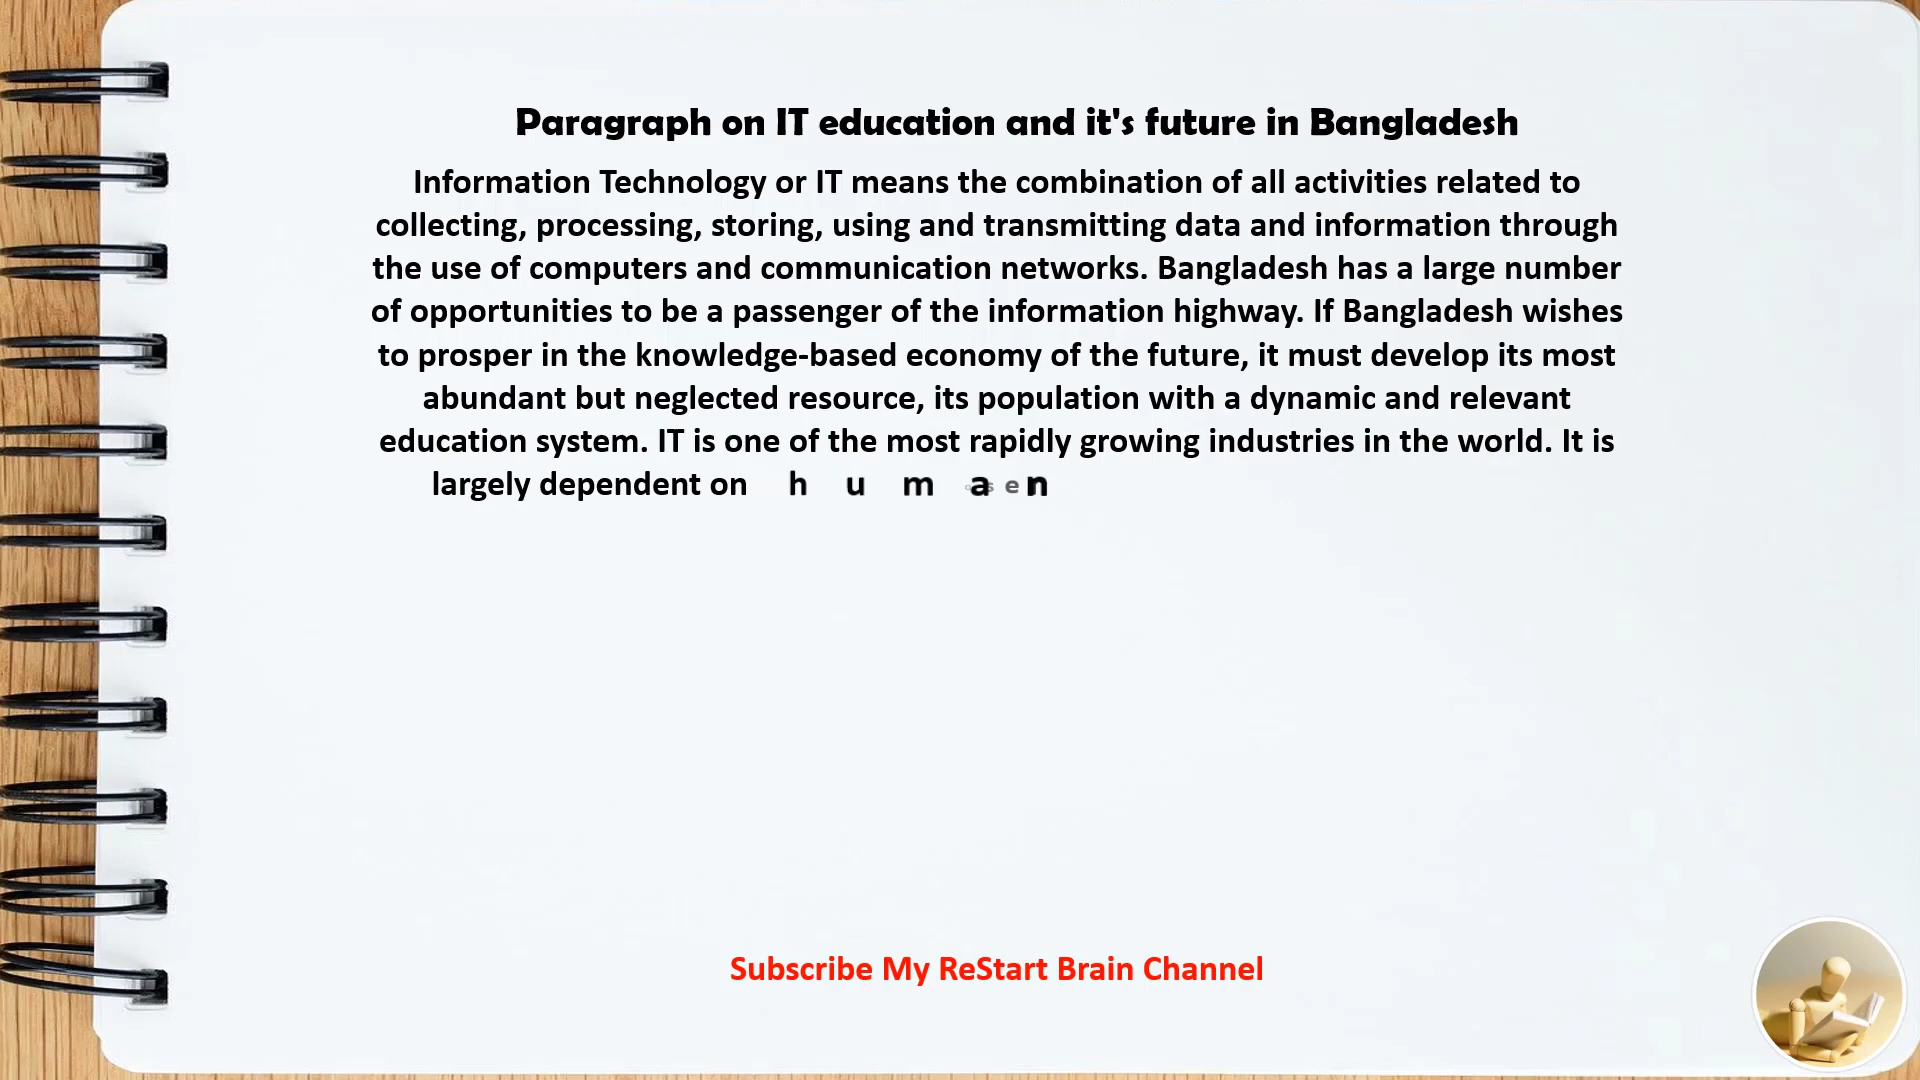 Paragraph on IT education and it's future in Bangladesh
Information Technology or IT means the combination of all activities related to
collecting, processing, storing, using and transmitting data and information through
the use of computers and communication networks. Bangladesh has a large number
of opportunities to be a passenger of the information highway. If Bangladesh wishes
to prosper in the knowledge-based economy of the future, it must develop its most
abundant but neglected resource, its population with a dynamic and relevant
education system. IT is one of the most rapidly growing industries in the world. It is
largely dependent on human
Subscribe My ReStart Brain Channel